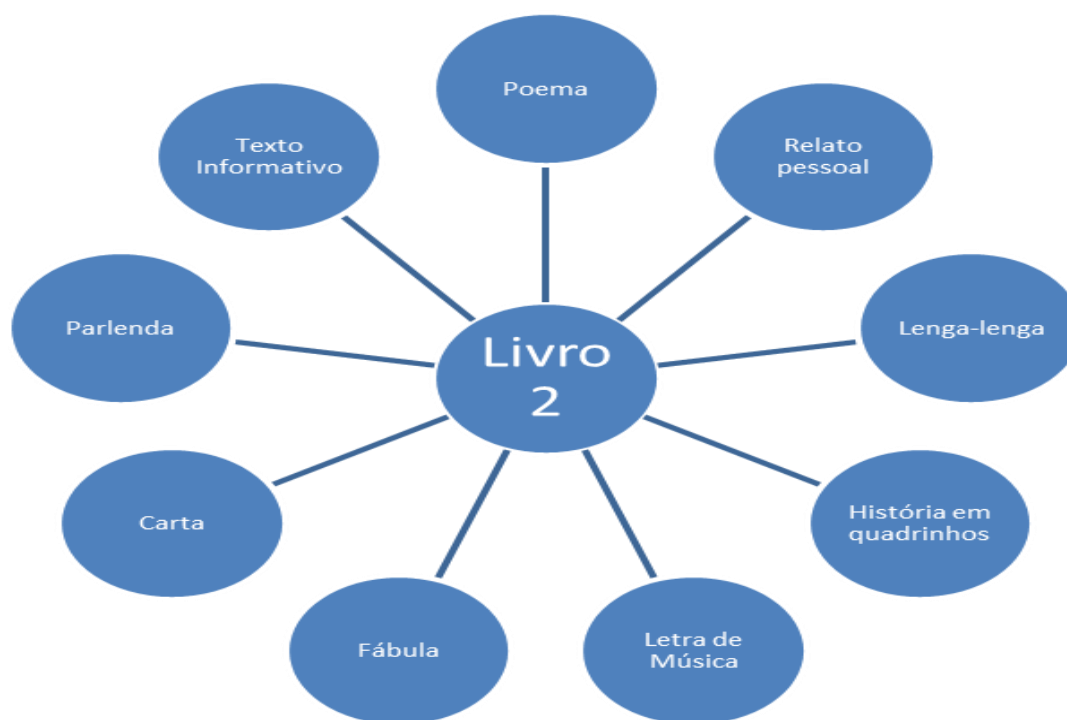 Poema
Texto
Informativo
Relato
pessoal
Parlenda
Lenga-lenga
Livro
2
Carta
História em
quadrinhos
Fábula
Letra de
Música